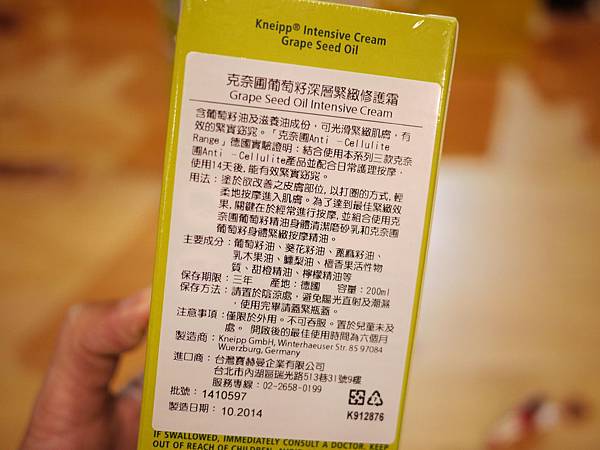 Kneipp® Intensive Cream
Grape Seed Oil
克奈圃葡萄籽深層緊緻修護霜
Grape Seed Oil Intensive Cream
含葡萄籽油及滋養油成份，可光滑緊緻肌膚，有
效的緊實窈窕。「克奈圃Anti -Cellulite
Range」德國實驗證明：結合使用本系列三款克奈
圃Anti -Cellulite產品並配合日常護理按摩，
使用14天後，能有效緊實窈窕。
用法：塗於欲改善之皮膚部位，以打圈的方式，輕
柔地按摩進入肌膚。為了達到最佳緊緻效
果，關鍵在於經常進行按摩，並組合使用克
奈圃葡萄籽精油身體清潔磨砂乳和克奈圃
葡萄籽身體緊緻按摩精油。
主要成分：葡萄籽油、葵花籽油、蓖麻籽油、
乳木果油、鱷梨油、檀香果活性物
質、甜橙精油、檸檬精油等
保存期限：三年 產地：德國 容量：200ml
保存方法：請置於陰涼處，避免陽光直射及潮濕
，使用完畢請蓋緊瓶蓋。
注意事項：僅限於外用。不可吞服。置於兒童未及
處。 開啟後的最佳使用時間為六個月
製造商：Kneipp GmbH, Winterhaeuser Str. 85 97084
Wuerzburg, Germany
進口商：台灣赛赫曼企業有限公司
台北市內湖區瑞光路513巷31號9樓
服務專線：02-2658-0199
批號： 1410597
製造日期： 10.2014
K912876
IF SWALLOWED, IMMEDIATELY CONSULT A DOCTOR. KEEP
OUT OF REACH OF CHILDREN.